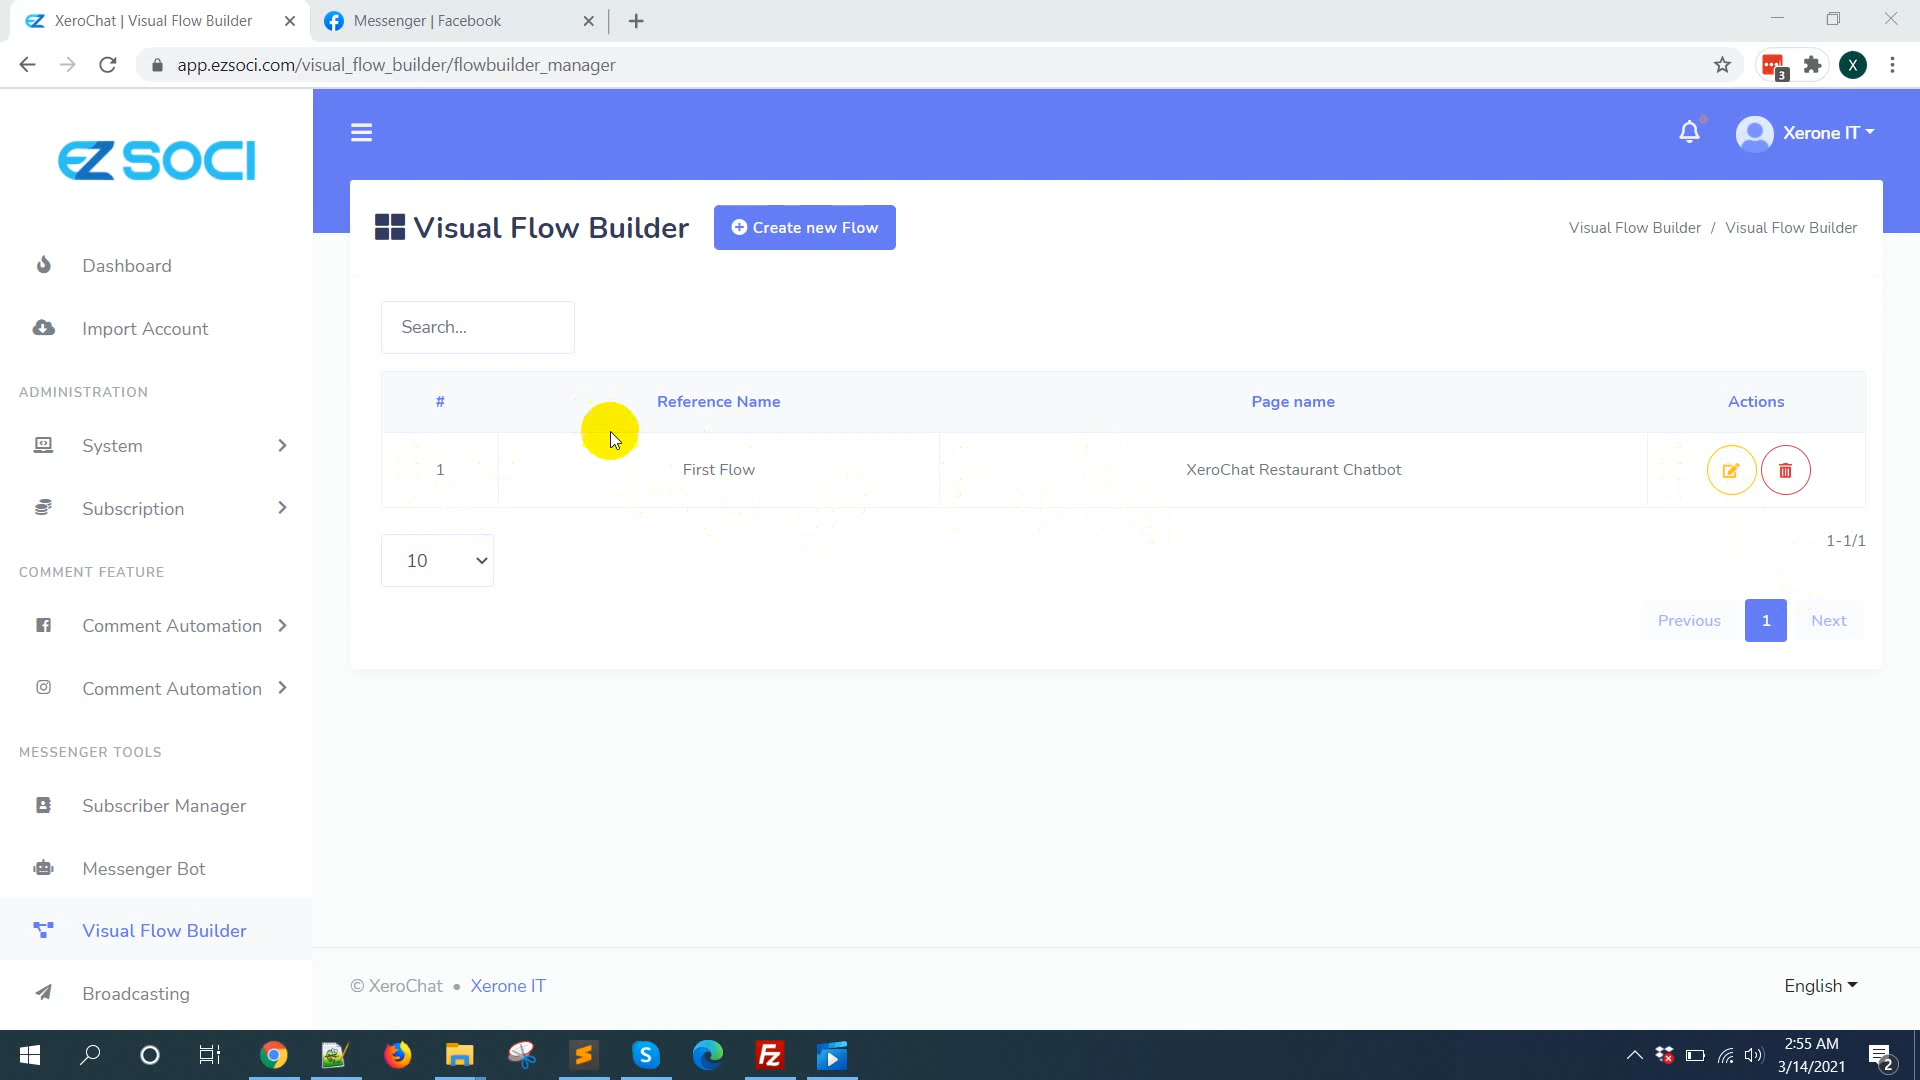 XeroChat | Visual Flow Builder
Messenger | Facebook
app.ezsoci.com/visual_flow_builder/flowbuilder_manager
3
X
EZ SOCI
Xerone IT
Visual Flow Builder
Create new Flow
Visual Flow Builder / Visual Flow Builder
Dashboard
Import Account
ADMINISTRATION
System
Subscription
COMMENT FEATURE
Comment Automation
Comment Automation
MESSENGER TOOLS
Subscriber Manager
Messenger Bot
Visual Flow Builder
Broadcasting
Search...
# Reference Name Page name Actions
1 First Flow XeroChat Restaurant Chatbot
10
1-1/1
Previous 1 Next
© XeroChat • Xerone IT
English
2:55 AM
3/14/2021
2